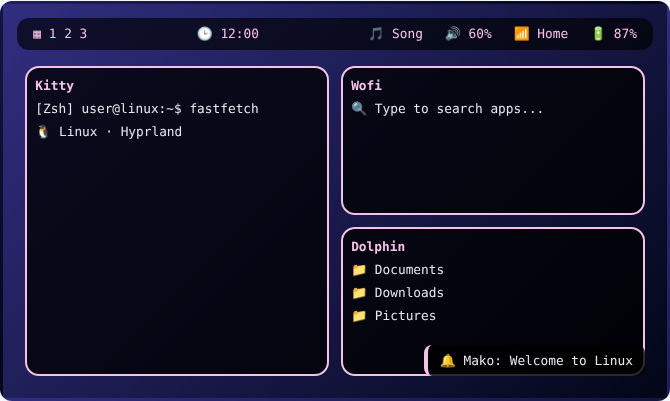 ▦ 1 2 3
🕒 12:00
🎵 Song
🔊 60%
📶 Home
🔋 87%
Kitty
[Zsh] user@linux:~$ fastfetch
🐧 Linux · Hyprland
Wofi
🔍 Type to search apps...
Dolphin
📁 Documents
📁 Downloads
📁 Pictures
🔔 Mako: Welcome to Linux